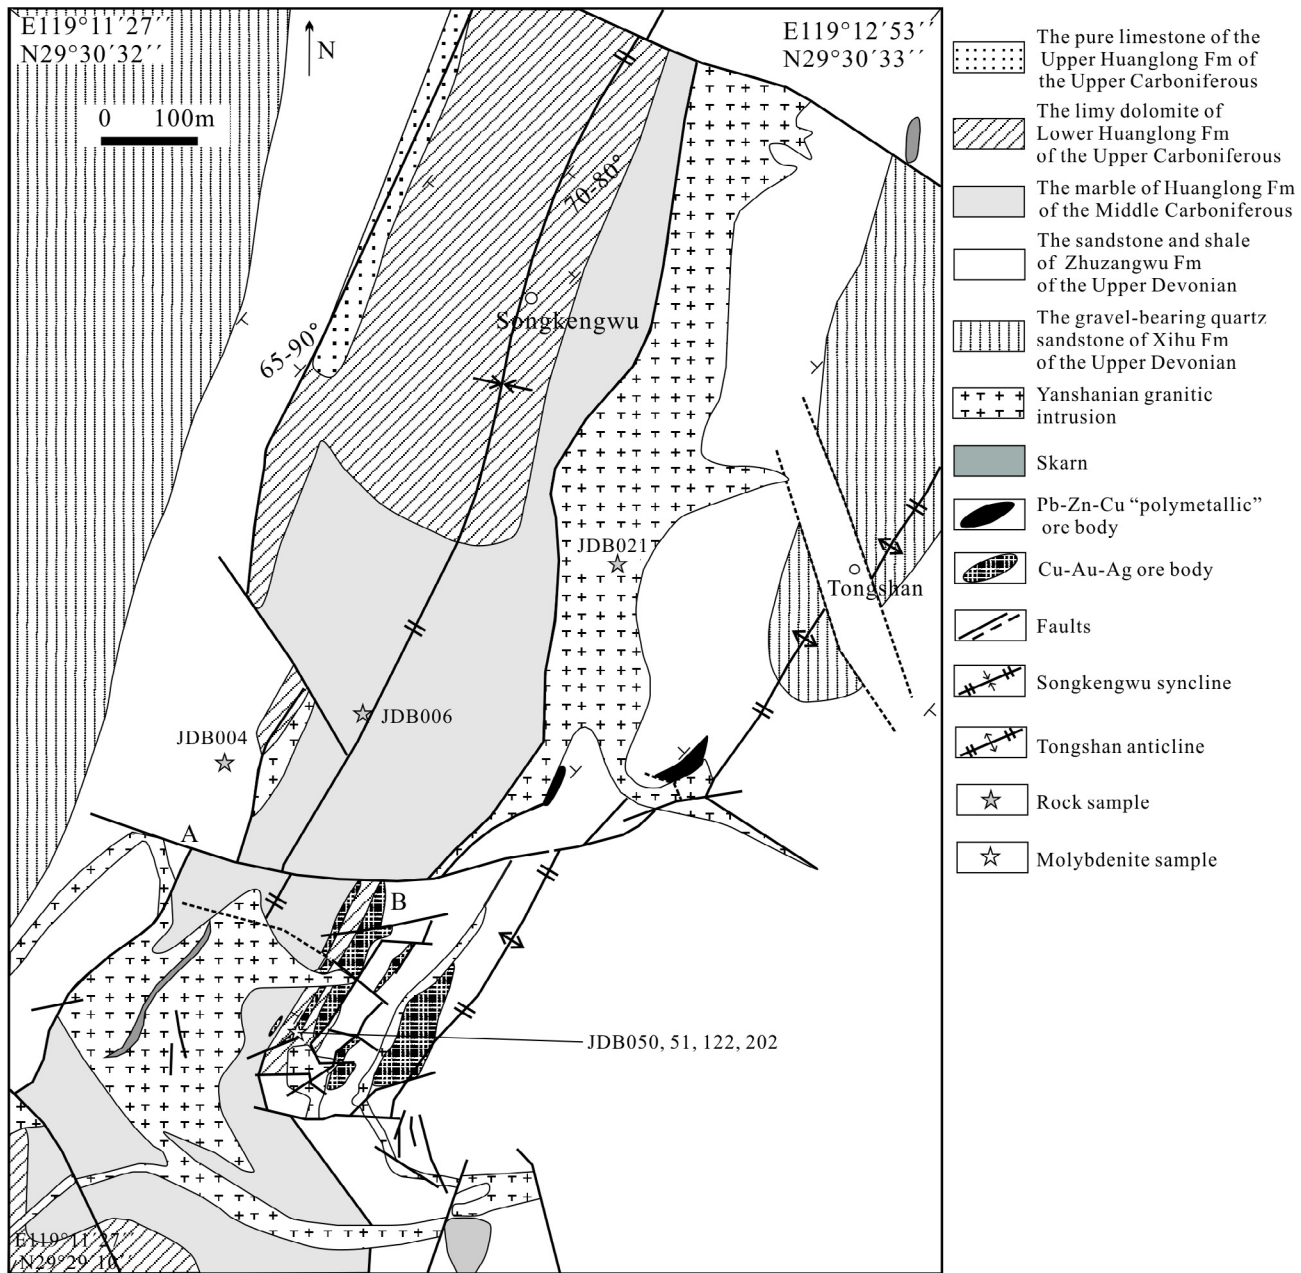 E119°11′27′′
N29°30′32′′
N
E119°12′53′′
N29°30′33′′
0 100m
70-80°
Songkengwu
65-90°
JDB021
Tongshan
JDB006
JDB004
A
B
JDB050, 51, 122, 202
E119°11′27′′
N29°29′10′′
The pure limestone of the
Upper Huanglong Fm of
the Upper Carboniferous
The limy dolomite of
Lower Huanglong Fm
of the Upper Carboniferous
The marble of Huanglong Fm
of the Middle Carboniferous
The sandstone and shale
of Zhuzangwu Fm
of the Upper Devonian
The gravel-bearing quartz
sandstone of Xihu Fm
of the Upper Devonian
Yanshanian granitic
intrusion
Skarn
Pb-Zn-Cu “polymetallic”
ore body
Cu-Au-Ag ore body
Faults
Songkengwu syncline
Tongshan anticline
Rock sample
Molybdenite sample